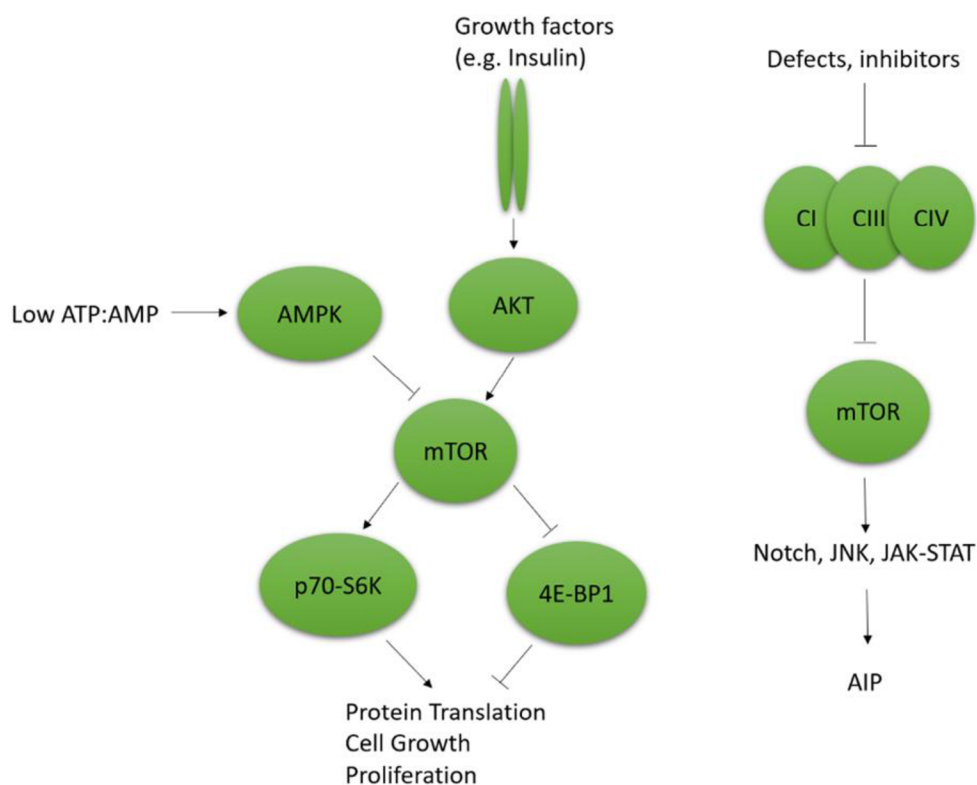 Growth factors
(e.g. Insulin)
AKT
Low ATP:AMP
AMPK
mTOR
p70-S6K
4E-BP1
Protein Translation
Cell Growth
Proliferation
Defects, inhibitors
CI
CIII
CIV
mTOR
Notch, JNK, JAK-STAT
AIP